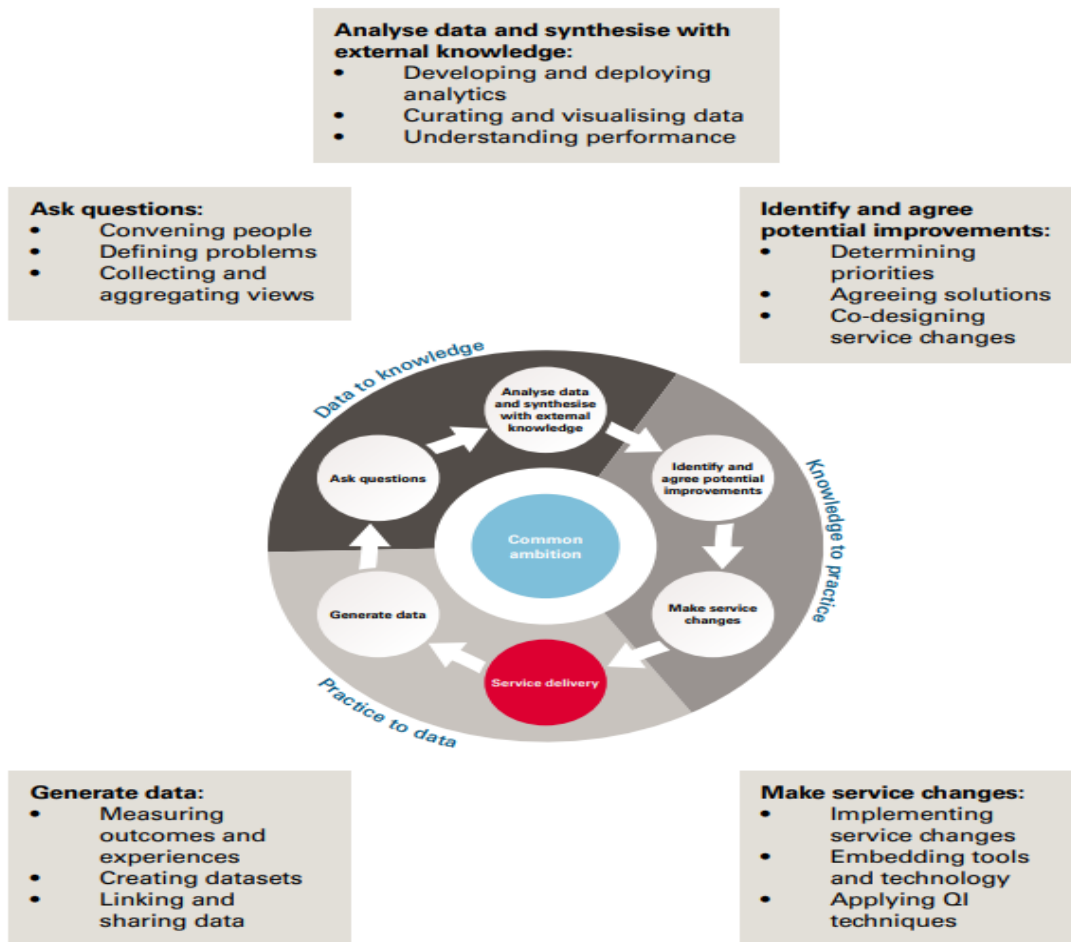 Analyse data and synthesise with
external knowledge:
• Developing and deploying
analytics
• Curating and visualising data
• Understanding performance
Ask questions:
• Convening people
• Defining problems
• Collecting and
aggregating views
Identify and agree
potential improvements:
• Determining
priorities
• Agreeing solutions
• Co-designing
service changes
Data to knowledge
Analyse data
and synthesise
with external
knowledge
Ask questions
Identify and
agree potential
improvements
Knowledge to practice
Common
ambition
Generate data
Make service
changes
Service delivery
Practice to data
Generate data:
• Measuring
outcomes and
experiences
• Creating datasets
• Linking and
sharing data
Make service changes:
• Implementing
service changes
• Embedding tools
and technology
• Applying QI
techniques